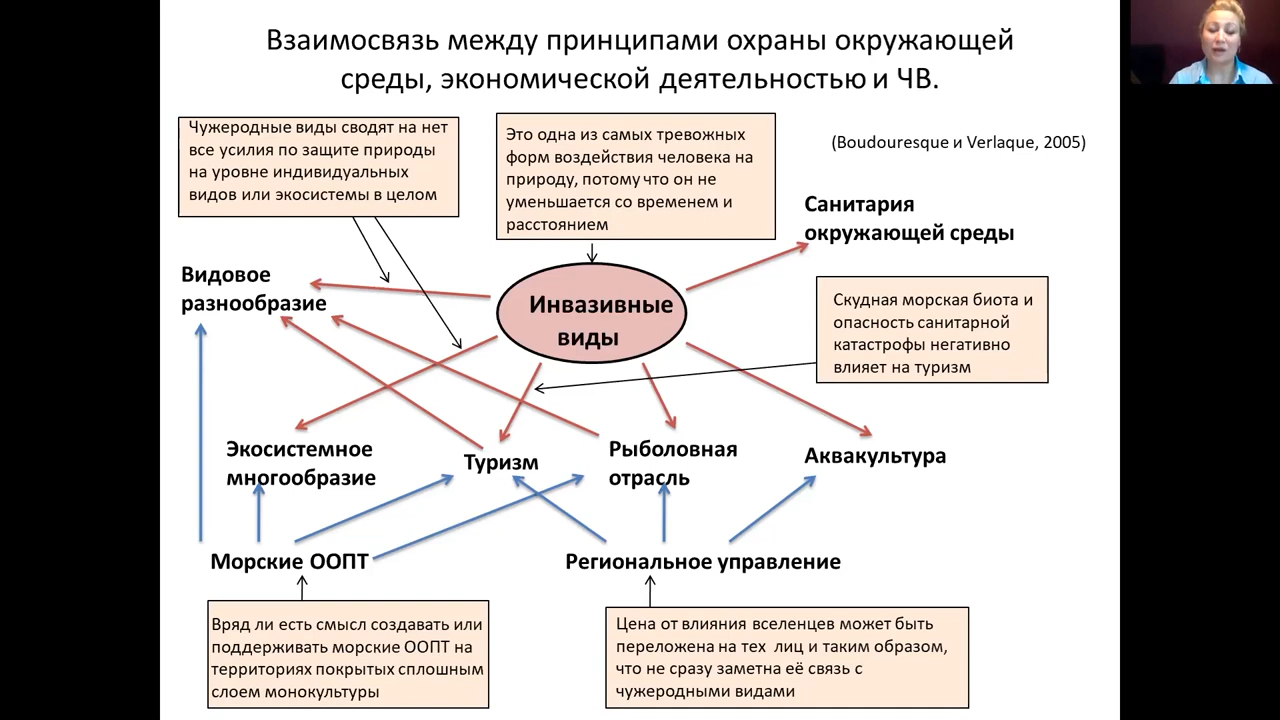 Взаимосвязь между принципами охраны окружающей
среды, экономической деятельностью и ЧВ.
Чужеродные виды сводят на нет
все усилия по защите природы
на уровне индивидуальных
видов или экосистемы в целом
Это одна из самых тревожных
форм воздействия человека на
природу, потому что он не
уменьшается со временем и
расстоянием
(Boudouresque и Verlaque, 2005)
Санитария
окружающей среды
Видовое
разнообразие
Инвазивные
виды
Скудная морская биота и
опасность санитарной
катастрофы негативно
влияет на туризм
Экосистемное
многообразие
Туризм
Рыболовная
отрасль
Аквакультура
Морские ООПТ
Региональное управление
Вряд ли есть смысл создавать или
поддерживать морские ООПТ на
территориях покрытых сплошным
слоем монокультуры
Цена от влияния вселенцев может быть
переложена на тех лиц и таким образом,
что не сразу заметна её связь с
чужеродными видами